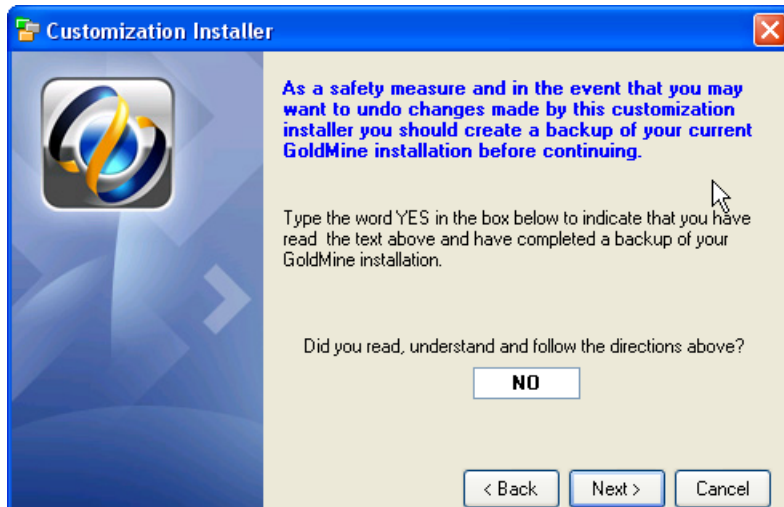 Customization Installer
As a safety measure and in the event that you may
want to undo changes made by this customization
installer you should create a backup of your current
GoldMine installation before continuing.
Type the word YES in the box below to indicate that you have
read  the text above and have completed a backup of your
GoldMine installation.
Did you read, understand and follow the directions above?
NO
< Back
Next >
Cancel